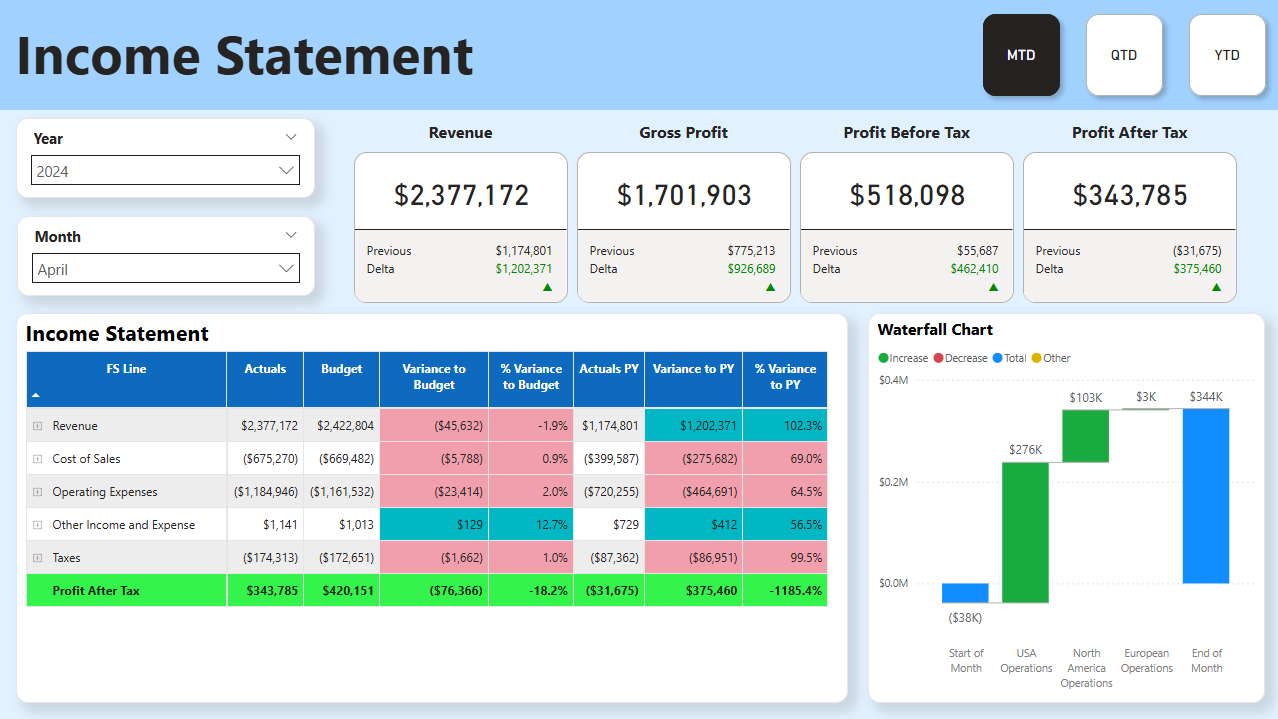 Income Statement
MTD QTD YTD
Year
2024
Month
April
Revenue Gross Profit Profit Before Tax Profit After Tax
$2,377,172 $1,701,903 $518,098 $343,785
Previous $1,174,801 Previous $775,213 Previous $55,687 Previous ($31,675)
Delta $1,202,371 Delta $926,689 Delta $462,410 Delta $375,460
Income Statement
FS Line Actuals Budget Variance to Budget % Variance to Budget Actuals PY Variance to PY % Variance to PY
Revenue $2,377,172 $2,422,804 ($45,632) -1.9% $1,174,801 $1,202,371 102.3%
Cost of Sales ($675,270) ($669,482) ($5,788) 0.9% ($399,587) ($275,682) 69.0%
Operating Expenses ($1,184,946) ($1,161,532) ($23,414) 2.0% ($720,255) ($464,691) 64.5%
Other Income and Expense $1,141 $1,013 $129 12.7% $729 $412 56.5%
Taxes ($174,313) ($172,651) ($1,662) 1.0% ($87,362) ($86,951) 99.5%
Profit After Tax $343,785 $420,151 ($76,366) -18.2% ($31,675) $375,460 -1185.4%
Waterfall Chart
Increase Decrease Total Other
$0.4M
$103K $3K $344K
$276K
$0.2M
$0.0M
($38K)
Start of Month
USA Operations
North America Operations
European Operations
End of Month